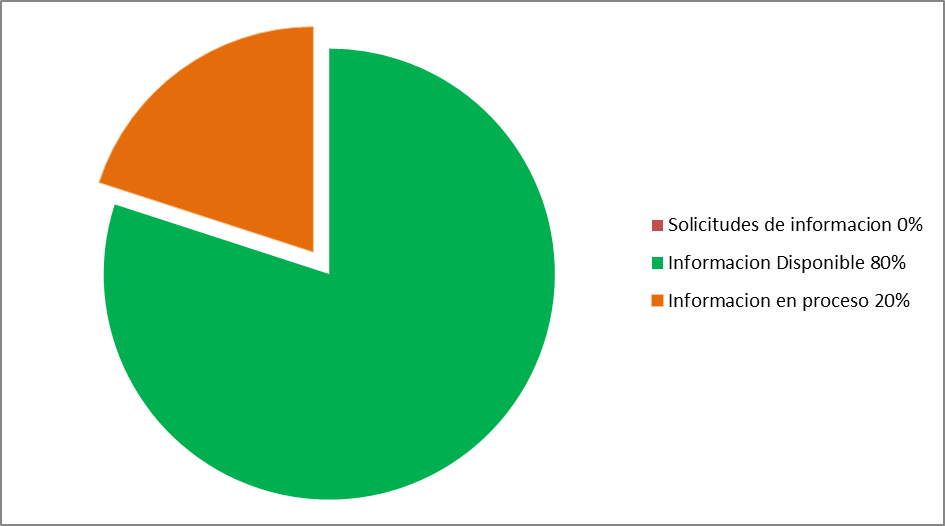 Solicitudes de informacion 0%
Informacion Disponible 80%
Informacion en proceso 20%